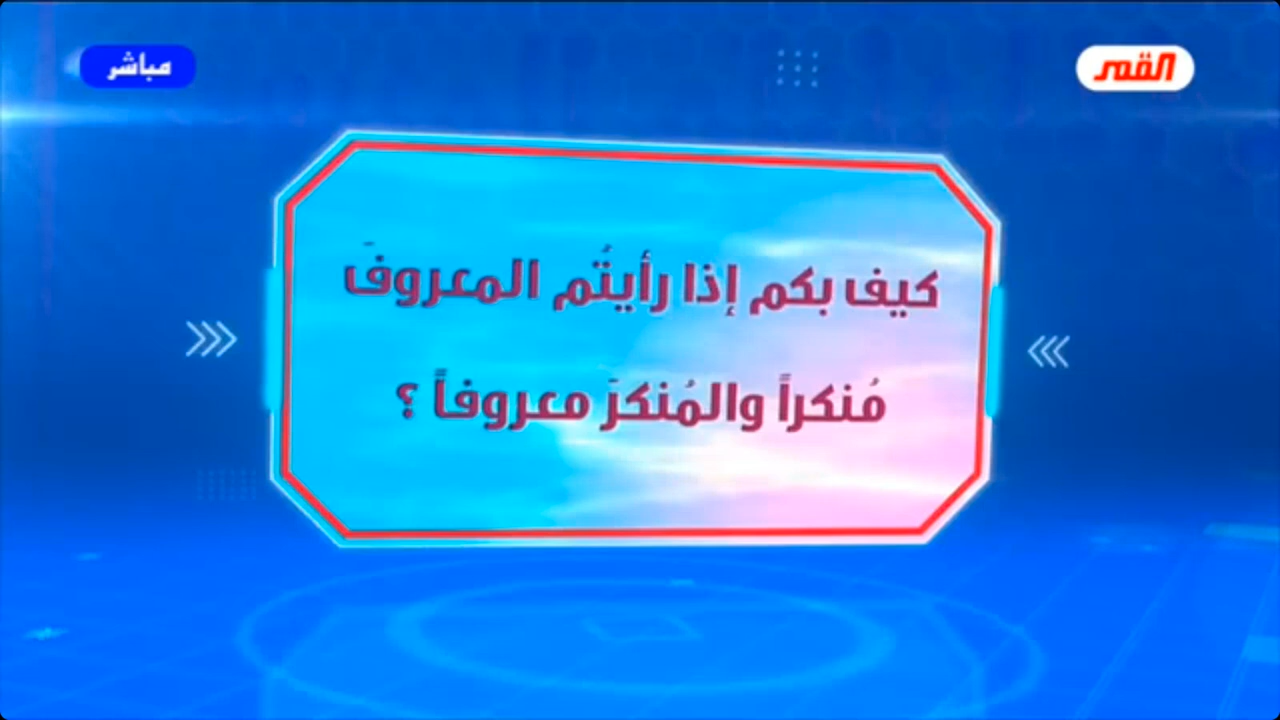 مباشر
القمر
كيف بكم إذا رأيتُم المعروفَ
مُنكراً والمُنكرَ معروفاً ؟